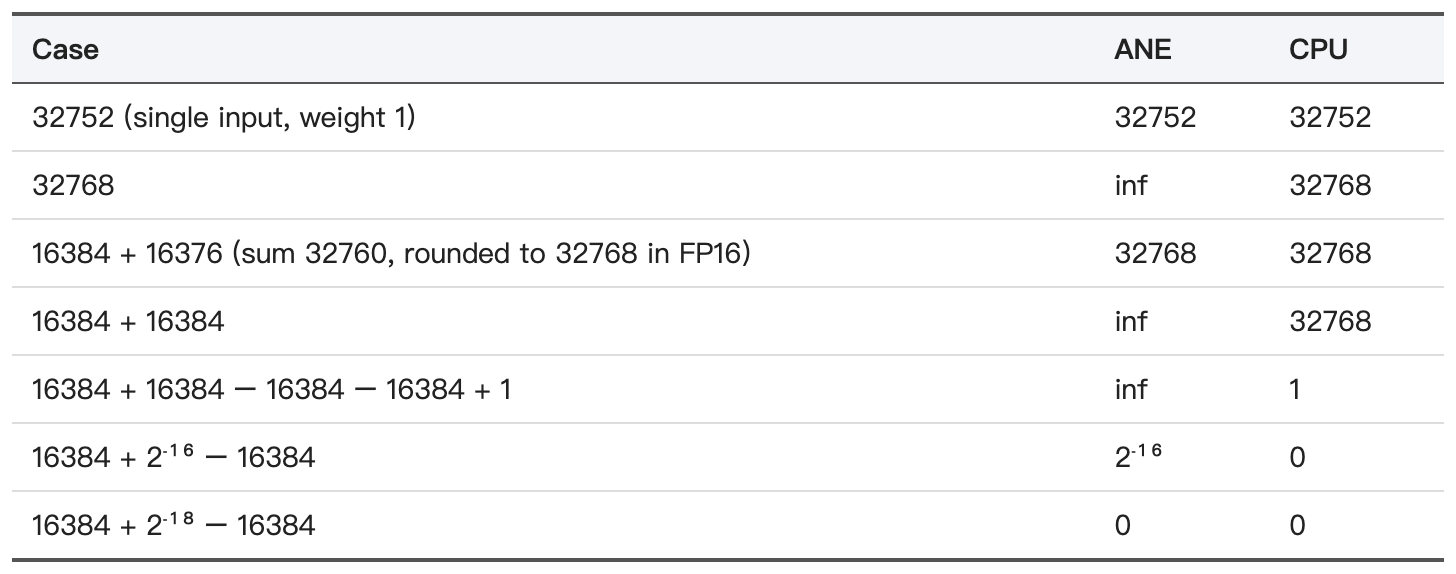 Case ANE CPU
32752 (single input, weight 1) 32752 32752
32768 inf 32768
16384 + 16376 (sum 32760, rounded to 32768 in FP16) 32768 32768
16384 + 16384 inf 32768
16384 + 16384 — 16384 — 16384 + 1 inf 1
16384 + 2⁻¹⁶ — 16384 2⁻¹⁶ 0
16384 + 2⁻¹⁸ — 16384 0 0